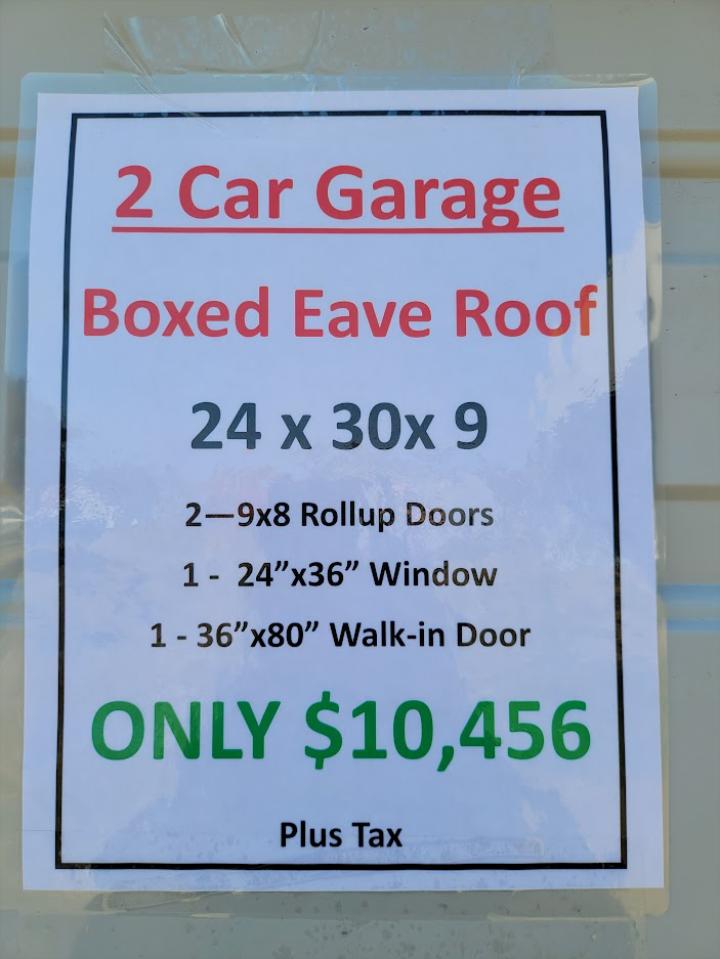 2 Car Garage
Boxed Eave Roof
24 x 30x 9
2—9x8 Rollup Doors
1 -  24”x36” Window
1 - 36”x80” Walk-in Door
ONLY $10,456
Plus Tax